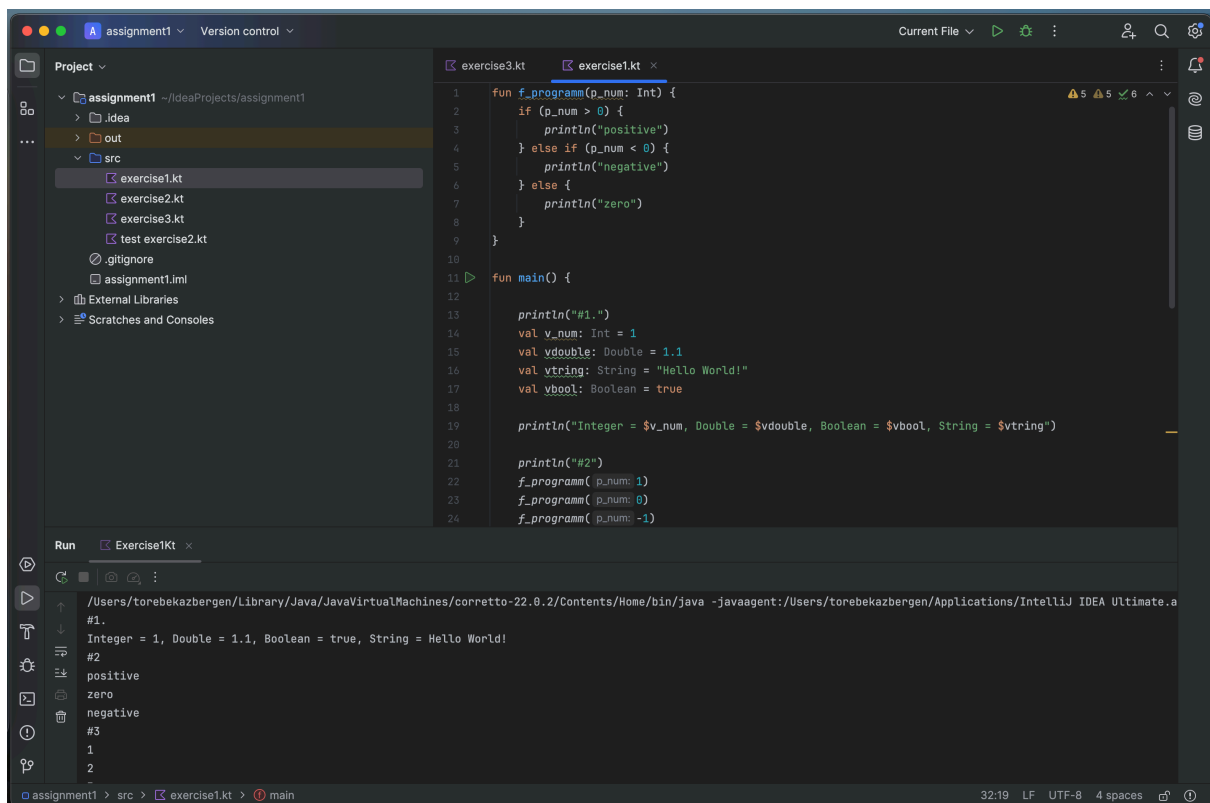 A assignment1 Version control Current File
Project
assignment1 ~/IdeaProjects/assignment1
.idea
out
src
exercise1.kt
exercise2.kt
exercise3.kt
test exercise2.kt
.gitignore
assignment1.iml
External Libraries
Scratches and Consoles
exercise3.kt exercise1.kt
5 5 6
1 fun f_programm(p_num: Int) {
2 if (p_num > 0) {
3 println("positive")
4 } else if (p_num < 0) {
5 println("negative")
6 } else {
7 println("zero")
8 }
9 }
10
11 fun main() {
12
13 println("#1.")
14 val v_num: Int = 1
15 val vdouble: Double = 1.1
16 val vtring: String = "Hello World!"
17 val vbool: Boolean = true
18
19 println("Integer = $v_num, Double = $vdouble, Boolean = $vbool, String = $vtring")
20
21 println("#2")
22 f_programm( p_num: 1)
23 f_programm( p_num: 0)
24 f_programm( p_num: -1)
Run Exercise1Kt
/Users/torebekazbergen/Library/Java/JavaVirtualMachines/corretto-22.0.2/Contents/Home/bin/java -javaagent:/Users/torebekazbergen/Applications/IntelliJ IDEA Ultimate.a
#1.
Integer = 1, Double = 1.1, Boolean = true, String = Hello World!
#2
positive
zero
negative
#3
1
2
assignment1 > src > exercise1.kt > main 32:19 LF UTF-8 4 spaces